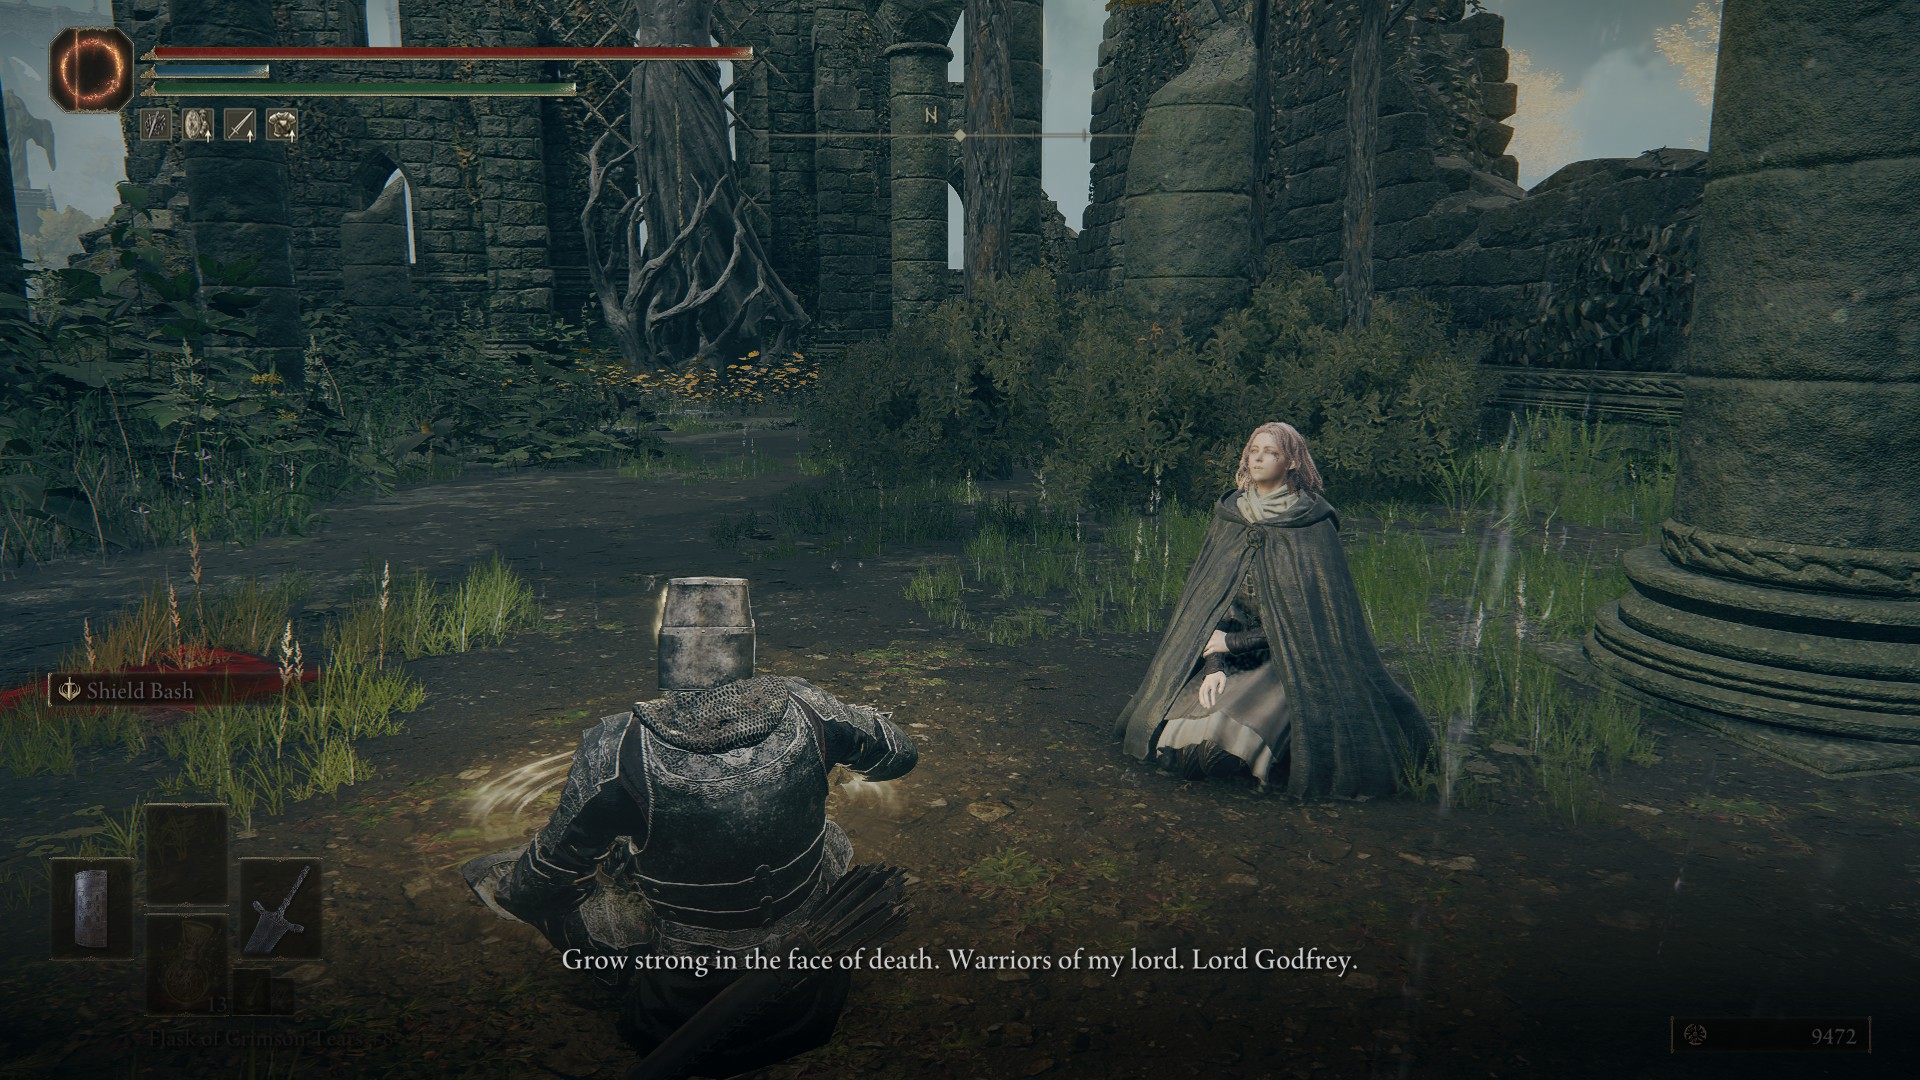 N
Shield Bash
Grow strong in the face of death. Warriors of my lord. Lord Godfrey.
13
Flask of Crimson Tears +8
9472